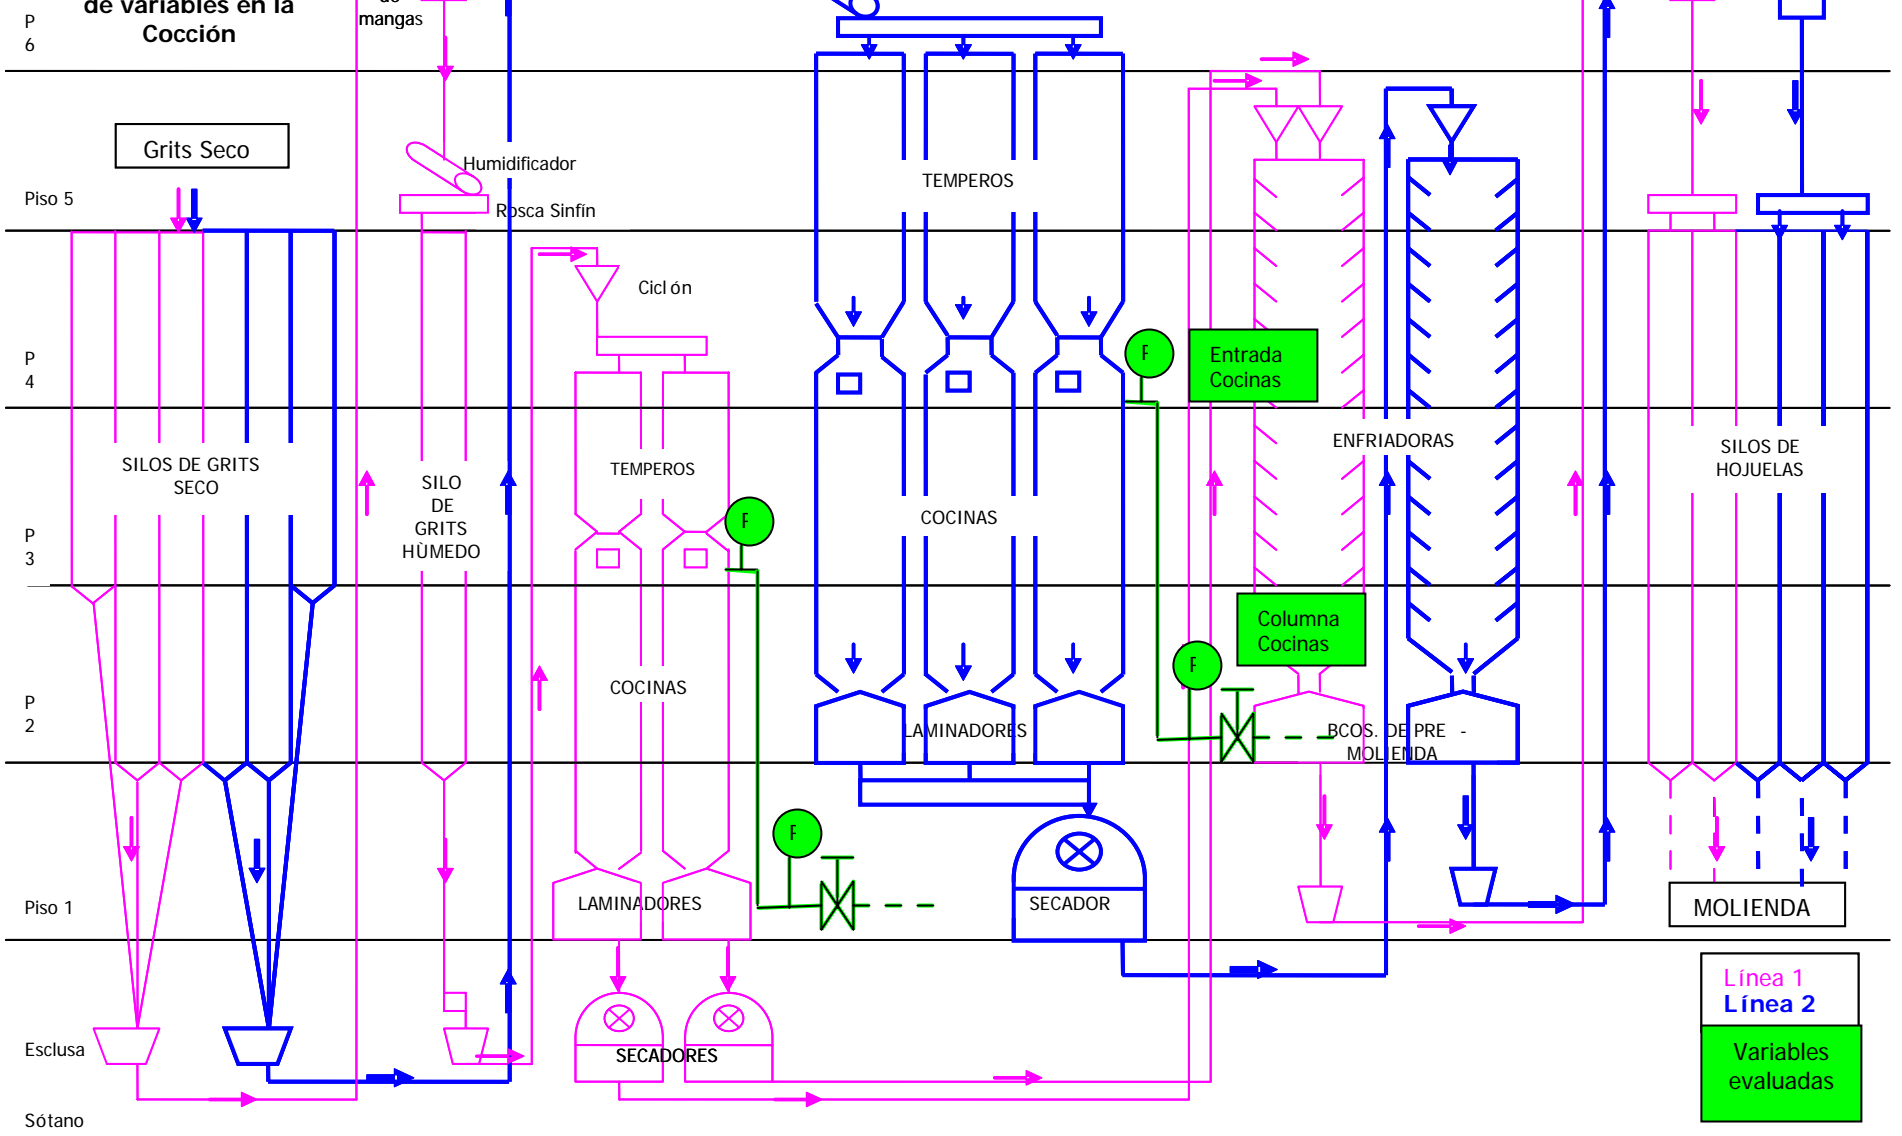 de variables en la
Cocción
mangas
P
6
Grits Seco
Humidificador
Piso 5
Rosca Sinfín
TEMPEROS
Ciclón
P
4
F
Entrada
Cocinas
SILOS DE GRITS
SECO
SILO
DE
GRITS
HÙMEDO
TEMPEROS
ENFRIADORAS
SILOS DE
HOJUELAS
COCINAS
F
P
3
Columna
Cocinas
F
COCINAS
P
2
LAMINADORES
BCOS. DE PRE -
MOLIENDA
F
Piso 1
LAMINADORES
SECADOR
MOLIENDA
Línea 1
Línea 2
Esclusa
SECADORES
Variables
evaluadas
Sótano